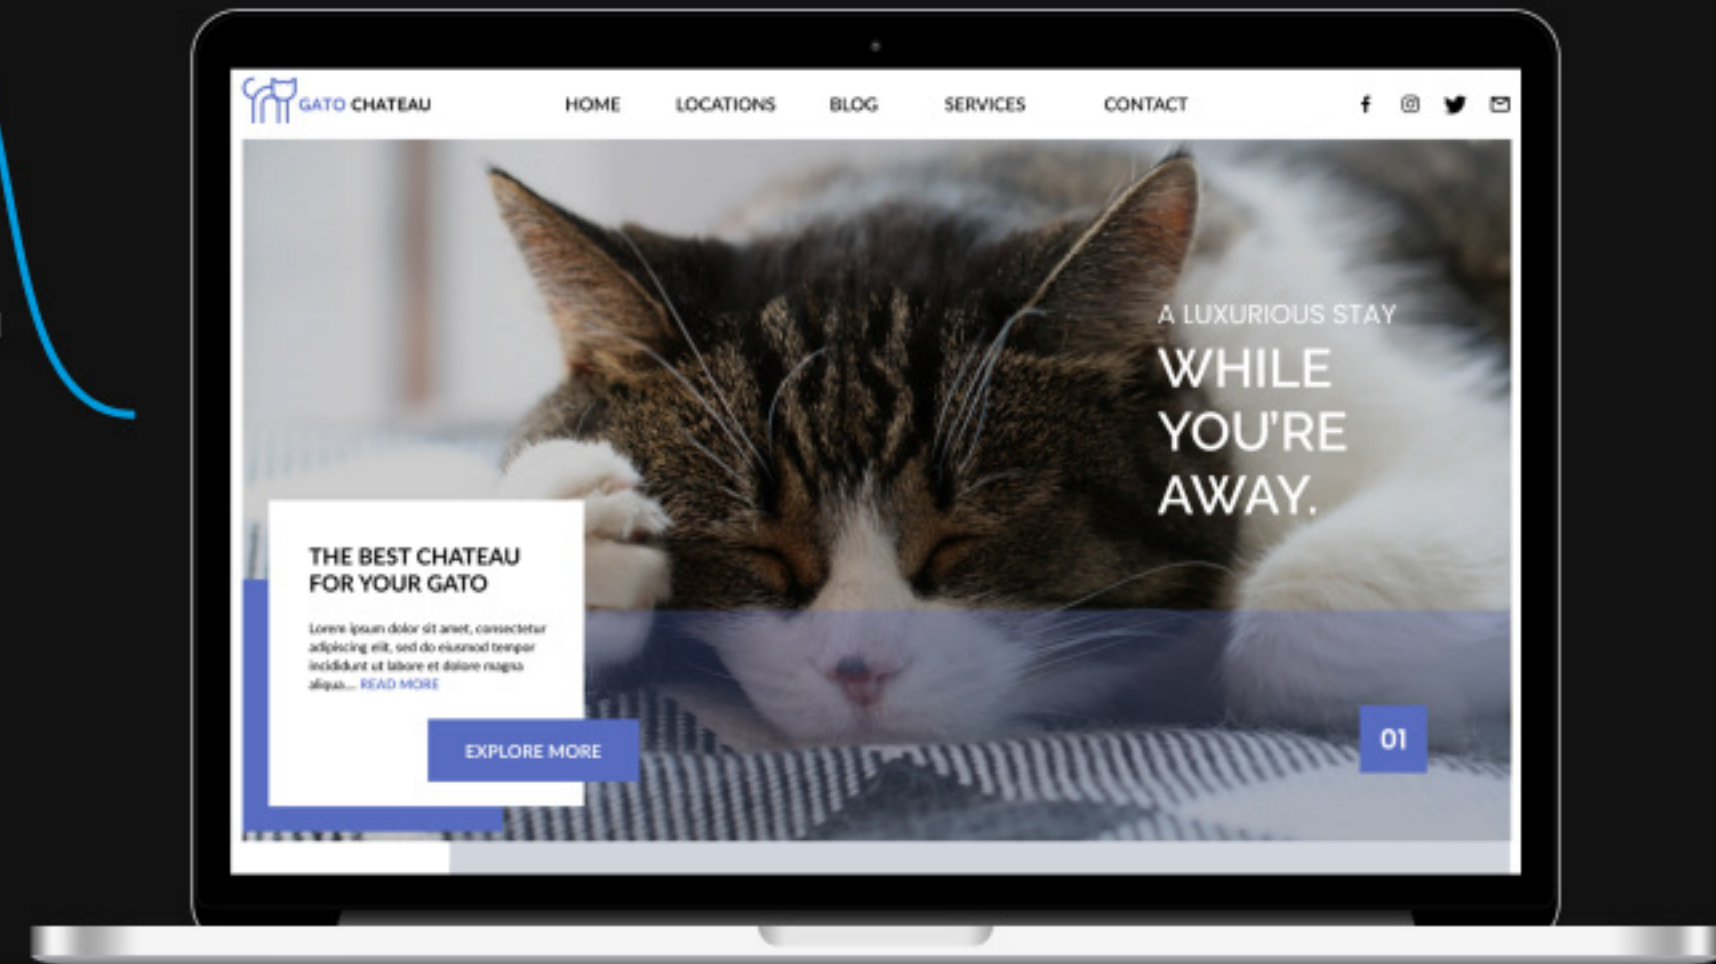 GATO CHATEAU
HOME
LOCATIONS
BLOG
SERVICES
CONTACT
A LUXURIOUS STAY
WHILE
YOU'RE
AWAY.
THE BEST CHATEAU
FOR YOUR GATO
Lorem ipsum dolor sit amet, consectetur
adipiscing elit, sed do eiusmod tempor
incididunt ut labore et dolore magna
aliqua... READ MORE
EXPLORE MORE
01